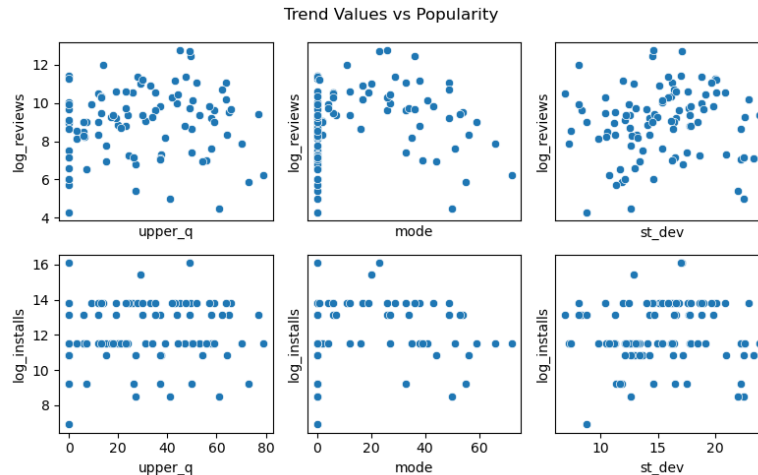 Trend Values vs Popularity
log_reviews
12
10
8
6
4
upper_q
log_reviews
mode
log_reviews
st_dev
log_installs
16
14
12
10
8
0 20 40 60 80
upper_q
log_installs
0 20 40 60
mode
log_installs
10 15 20
st_dev